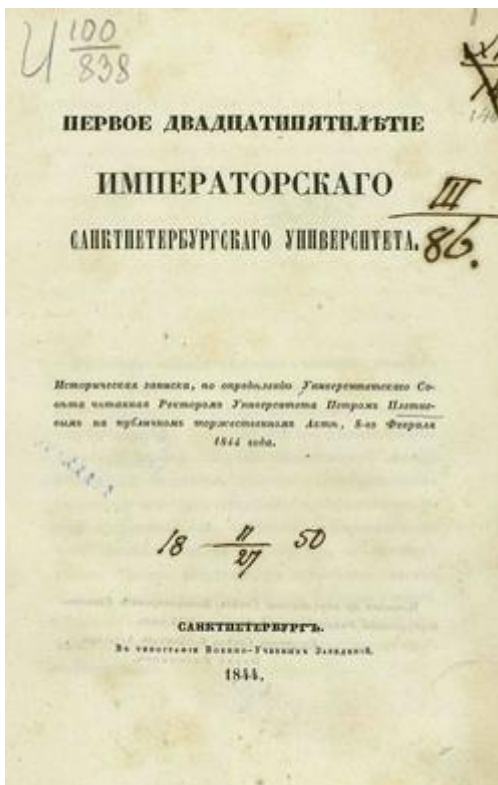 И 100
838
ПЕРВОЕ ДВАДЦАТИПЯТИЛѢТІЕ
ИМПЕРАТОРСКАГО
III
САНКТПЕТЕРБУРГСКАГО УНИВЕРСИТЕТА.
86.
Историческая записка, по опредѣленію Университетскаго Со-
вѣта читанная Ректоромъ Университета Петромъ Плетне-
вымъ на публичномъ торжественномъ Актѣ, 8-го Февраля
1844 года.
18 II 50
27
САНКТПЕТЕРБУРГЪ.
Въ типографіи Военно-Учебныхъ Заведеній.
1844.